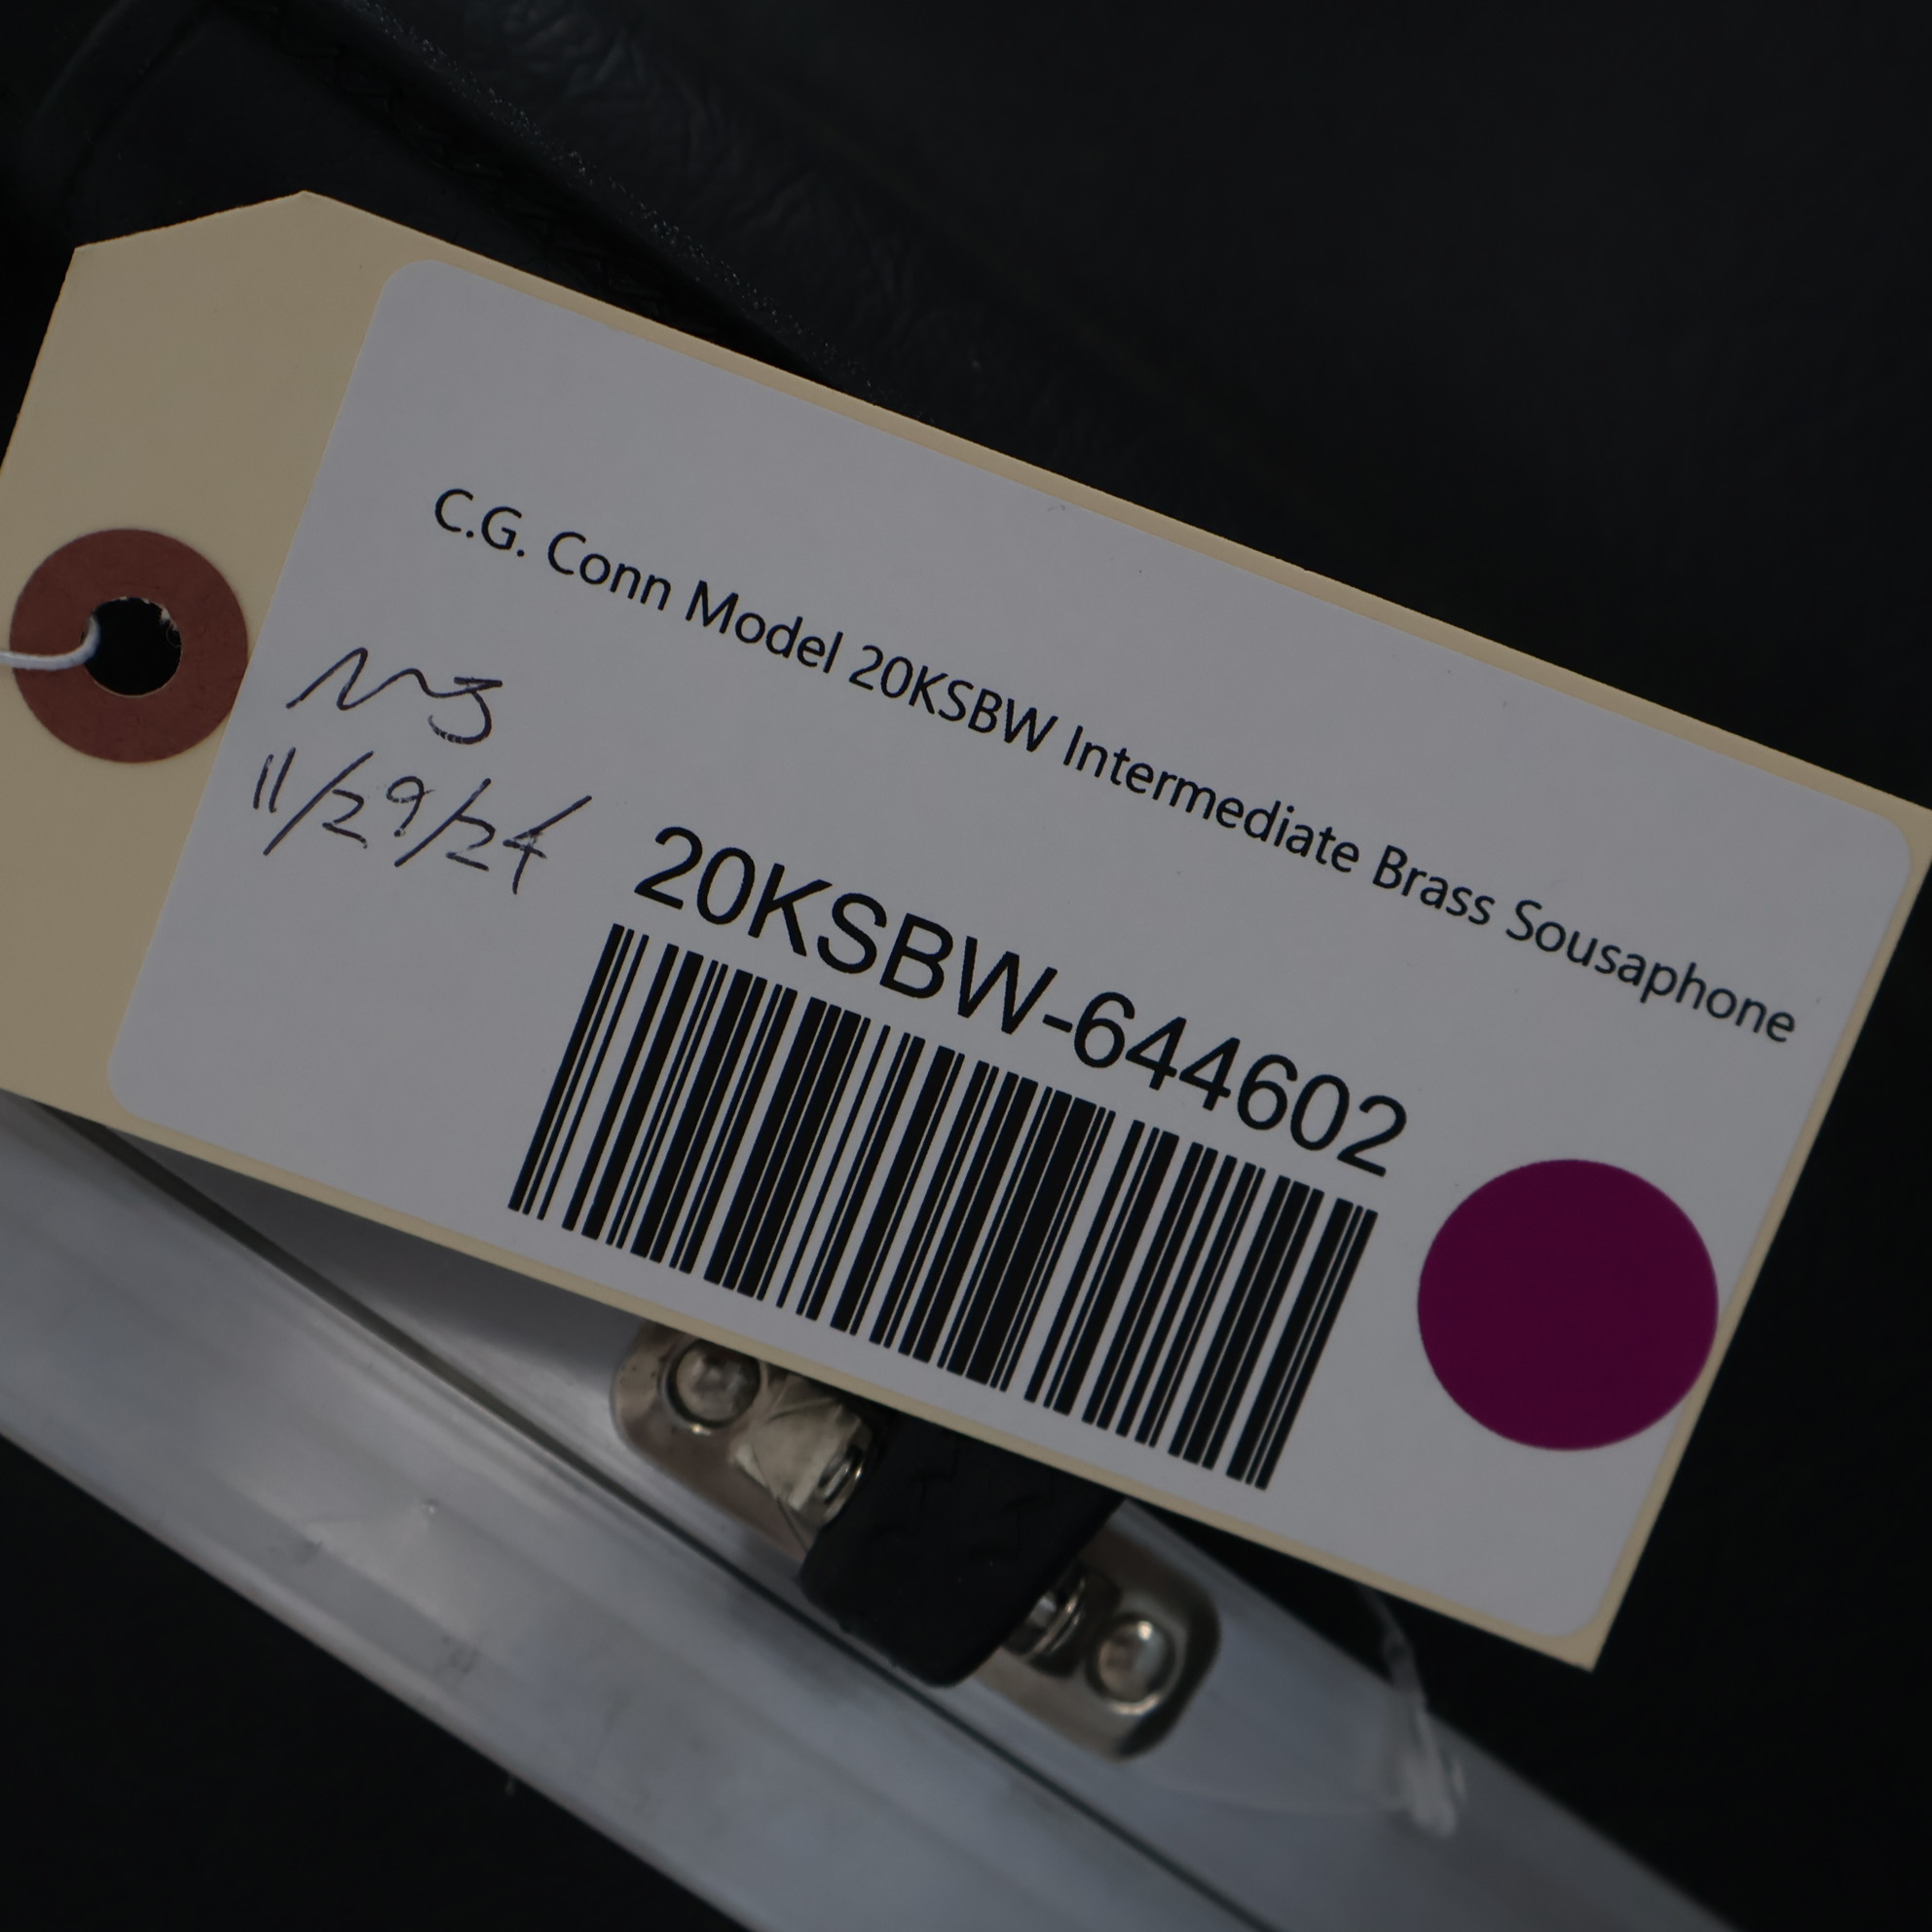 C.G. Conn Model 20KSBW Intermediate Brass Sousaphone
11/29/24
20KSBW-644602